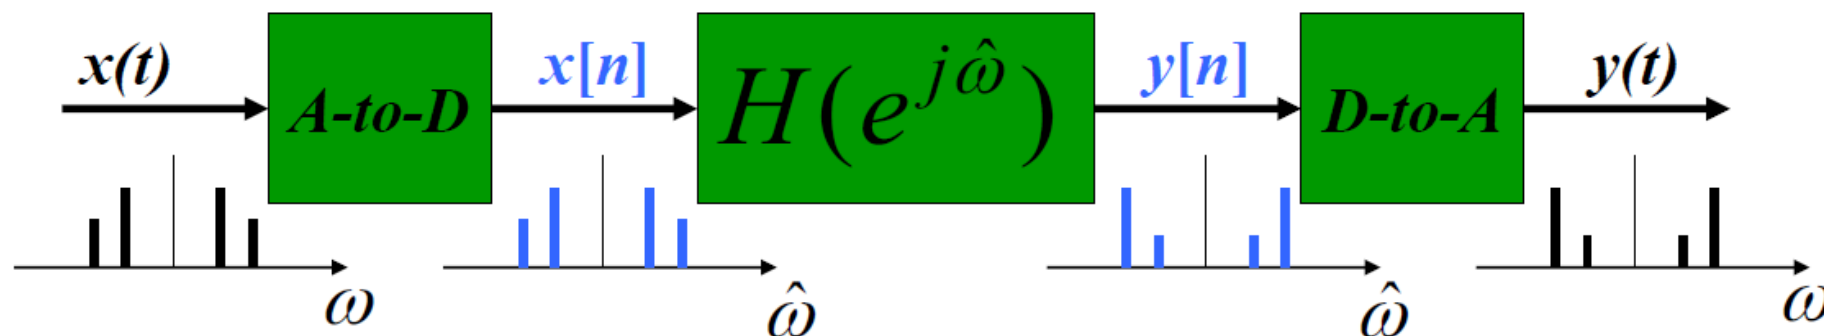 x(t) A-to-D x[n] H(e^{jω̂}) y[n] D-to-A y(t)
ω ω̂ ω̂ ω